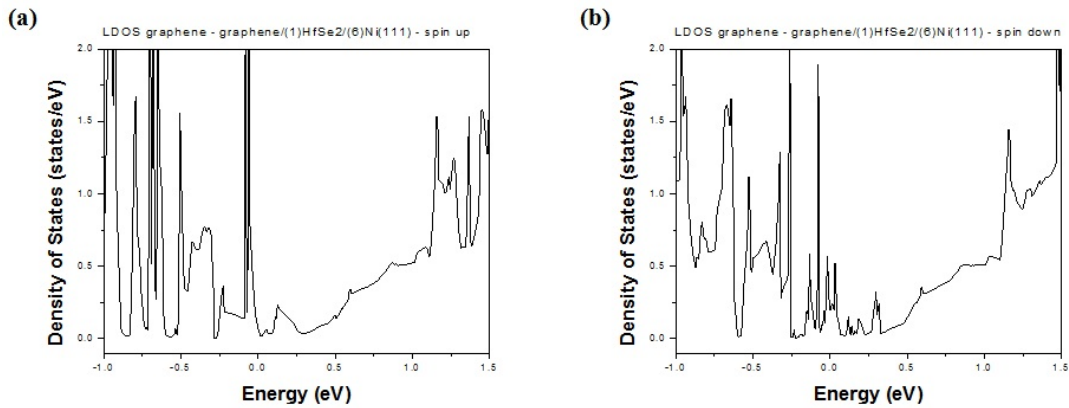 (a)
LDOS graphene - graphene/(1)HfSe2/(6)Ni(111) - spin up
Density of States (states/eV)
2.0
1.5
1.0
0.5
0.0
-1.0 -0.5 0.0 0.5 1.0 1.5
Energy (eV)
(b)
LDOS graphene - graphene/(1)HfSe2/(6)Ni(111) - spin down
Density of States (states/eV)
2.0
1.5
1.0
0.5
0.0
-1.0 -0.5 0.0 0.5 1.0 1.5
Energy (eV)